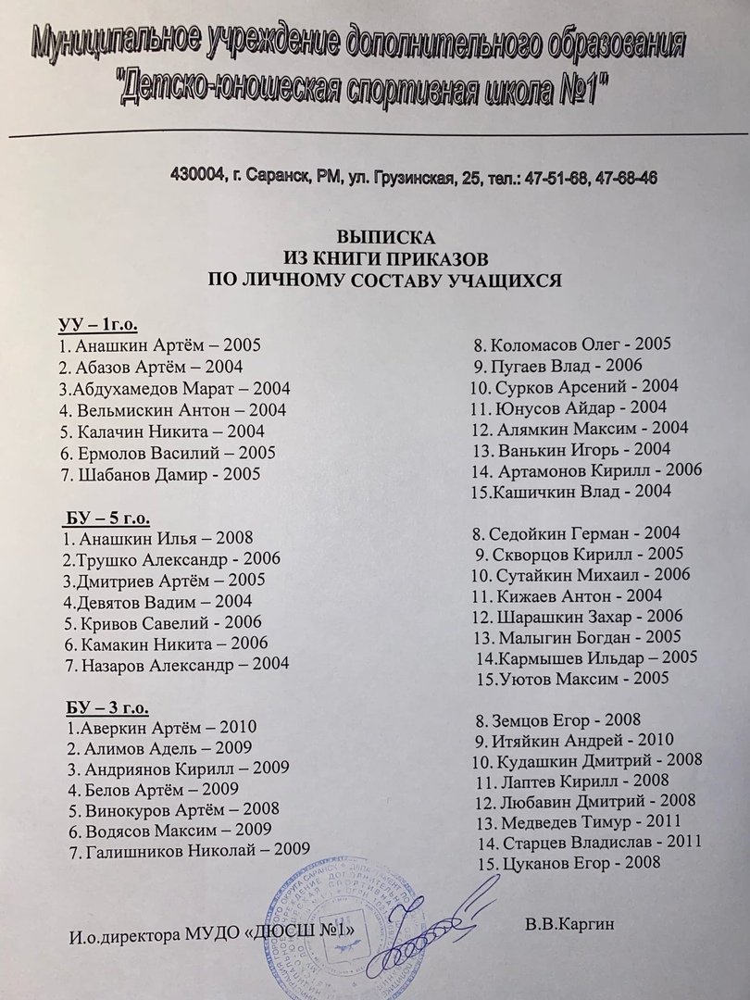 Муниципальное учреждение дополнительного образования
"Детско-юношеская спортивная школа №1"
430004, г. Саранск, РМ, ул. Грузинская, 25, тел.: 47-51-68, 47-68-46
ВЫПИСКА
ИЗ КНИГИ ПРИКАЗОВ
ПО ЛИЧНОМУ СОСТАВУ УЧАЩИХСЯ
УУ – 1г.о.
1. Анашкин Артём – 2005
2. Абазов Артём – 2004
3.Абдухамедов Марат – 2004
4. Вельмискин Антон – 2004
5. Калачин Никита – 2004
6. Ермолов Василий – 2005
7. Шабанов Дамир - 2005
8. Коломасов Олег - 2005
9. Пугаев Влад - 2006
10. Сурков Арсений - 2004
11. Юнусов Айдар - 2004
12. Алямкин Максим - 2004
13. Ванькин Игорь - 2004
14. Артамонов Кирилл - 2006
15.Кашичкин Влад - 2004
БУ – 5 г.о.
1. Анашкин Илья – 2008
2.Трушко Александр - 2006
3.Дмитриев Артём – 2005
4.Девятов Вадим – 2004
5. Кривов Савелий - 2006
6. Камакин Никита – 2006
7. Назаров Александр – 2004
8. Седойкин Герман - 2004
9. Скворцов Кирилл - 2005
10. Сутайкин Михаил - 2006
11. Кижаев Антон - 2004
12. Шарашкин Захар - 2006
13. Малыгин Богдан - 2005
14.Кармышев Ильдар – 2005
15.Уютов Максим - 2005
БУ – 3 г.о.
1.Аверкин Артём – 2010
2. Алимов Адель – 2009
3. Андриянов Кирилл – 2009
4. Белов Артём – 2009
5. Винокуров Артём – 2008
6. Водясов Максим – 2009
7. Галишников Николай – 2009
8. Земцов Егор - 2008
9. Итяйкин Андрей - 2010
10. Кудашкин Дмитрий - 2008
11. Лаптев Кирилл - 2008
12. Любавин Дмитрий - 2008
13. Медведев Тимур - 2011
14. Старцев Владислав - 2011
15. Цуканов Егор - 2008
И.о.директора МУДО «ДЮСШ №1»
В.В.Каргин